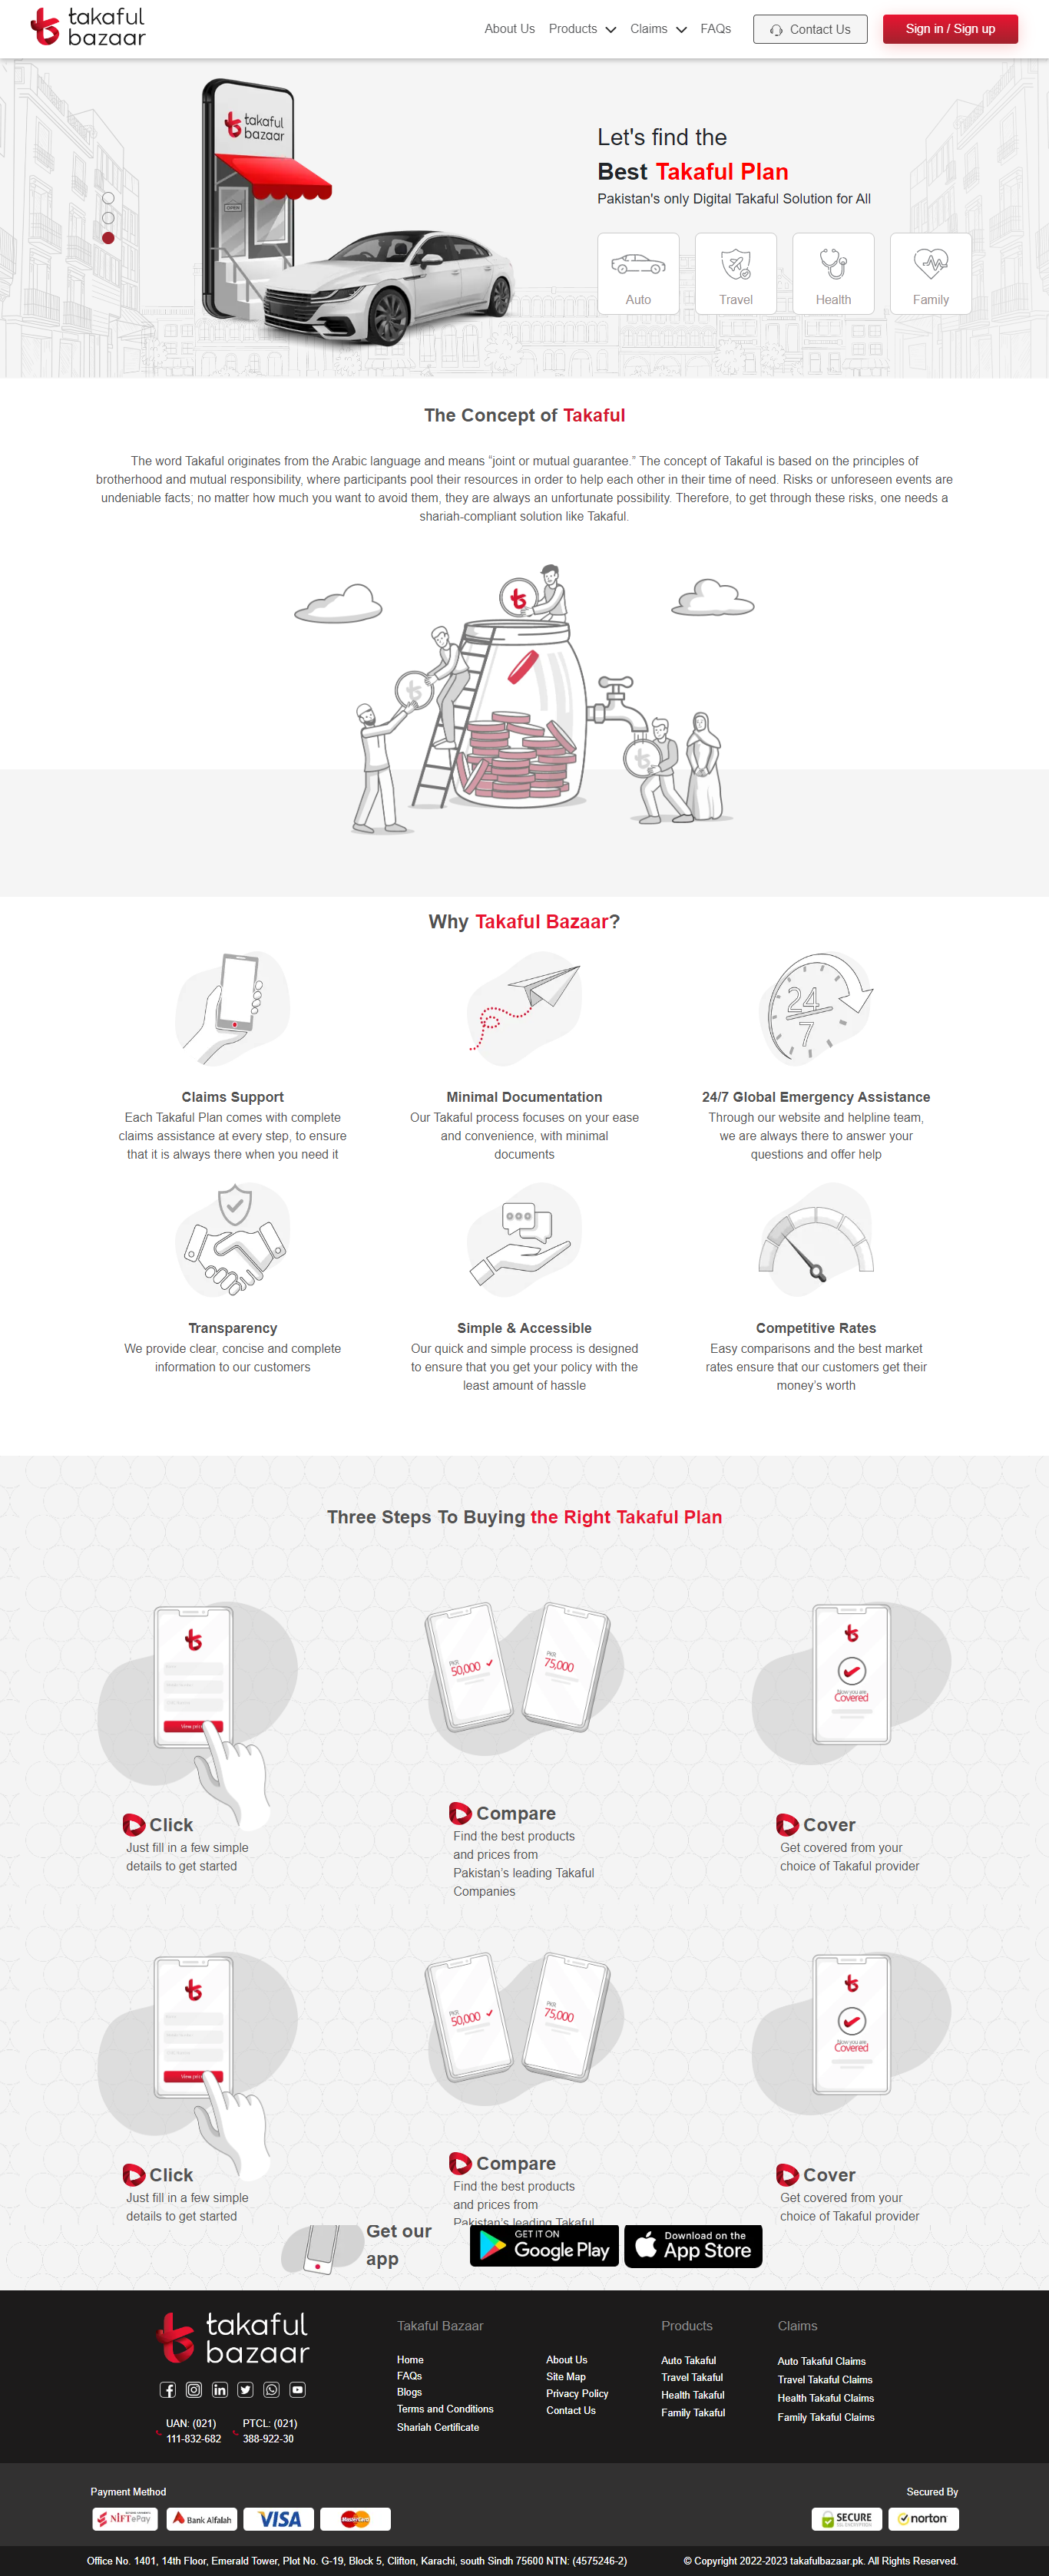 takaful
bazaar
About Us
Products
Claims
FAQs
Contact Us
Sign in / Sign up
takaful
bazaar
OPEN
Let's find the
Best Takaful Plan
Pakistan's only Digital Takaful Solution for All
Auto
Travel
Health
Family
The Concept of Takaful
The word Takaful originates from the Arabic language and means “joint or mutual guarantee.” The concept of Takaful is based on the principles of
brotherhood and mutual responsibility, where participants pool their resources in order to help each other in their time of need. Risks or unforeseen events are
undeniable facts; no matter how much you want to avoid them, they are always an unfortunate possibility. Therefore, to get through these risks, one needs a
shariah-compliant solution like Takaful.
Why Takaful Bazaar?
24
7
Claims Support
Each Takaful Plan comes with complete
claims assistance at every step, to ensure
that it is always there when you need it
Minimal Documentation
Our Takaful process focuses on your ease
and convenience, with minimal
documents
24/7 Global Emergency Assistance
Through our website and helpline team,
we are always there to answer your
questions and offer help
Transparency
We provide clear, concise and complete
information to our customers
Simple & Accessible
Our quick and simple process is designed
to ensure that you get your policy with the
least amount of hassle
Competitive Rates
Easy comparisons and the best market
rates ensure that our customers get their
money’s worth
Three Steps To Buying the Right Takaful Plan
View pric
PKR
50,000
PKR
75,000
Now you are
Covered
Click
Just fill in a few simple
details to get started
Compare
Find the best products
and prices from
Pakistan’s leading Takaful
Companies
Cover
Get covered from your
choice of Takaful provider
View pric
PKR
50,000
PKR
75,000
Now you are
Covered
Click
Just fill in a few simple
details to get started
Compare
Find the best products
and prices from
Pakistan’s leading Takaful
Cover
Get covered from your
choice of Takaful provider
Get our
app
GET IT ON
Google Play
Download on the
App Store
takaful
bazaar
UAN: (021)
111-832-682
PTCL: (021)
388-922-30
Takaful Bazaar
Home
FAQs
Blogs
Terms and Conditions
Shariah Certificate
About Us
Site Map
Privacy Policy
Contact Us
Products
Auto Takaful
Travel Takaful
Health Takaful
Family Takaful
Claims
Auto Takaful Claims
Travel Takaful Claims
Health Takaful Claims
Family Takaful Claims
Payment Method
NIFT ePay
Bank Alfalah
VISA
MasterCard
Secured By
SECURE
SSL ENCRYPTION
norton
Office No. 1401, 14th Floor, Emerald Tower, Plot No. G-19, Block 5, Clifton, Karachi, south Sindh 75600 NTN: (4575246-2)
© Copyright 2022-2023 takafulbazaar.pk. All Rights Reserved.